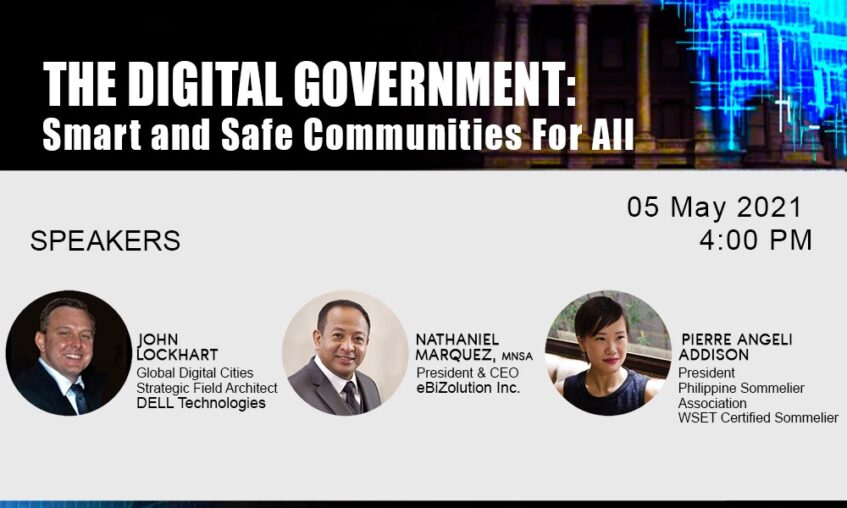 THE DIGITAL GOVERNMENT:
Smart and Safe Communities For All
05 May 2021
4:00 PM
SPEAKERS
JOHN
LOCKHART
Global Digital Cities
Strategic Field Architect
DELL Technologies
NATHANIEL
MARQUEZ, MNSA
President & CEO
eBiZolution Inc.
PIERRE ANGELI
ADDISON
President
Philippine Sommelier
Association
WSET Certified Sommelier